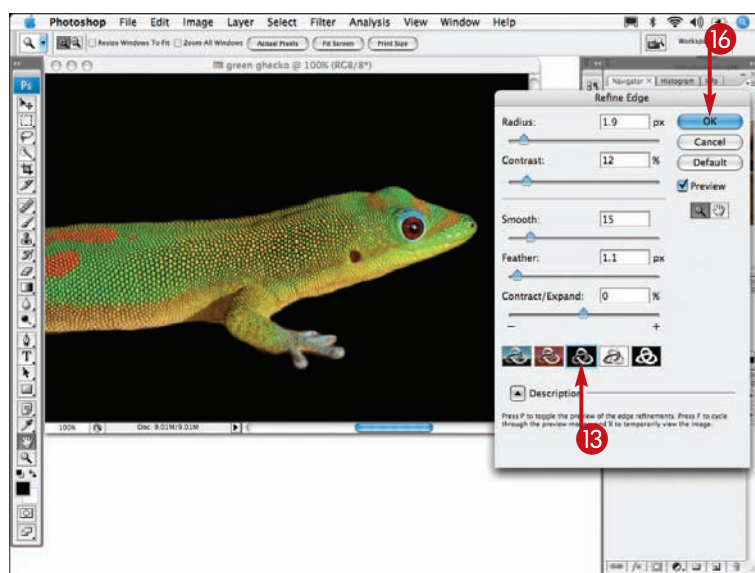 Photoshop File Edit Image Layer Select Filter Analysis View Window Help
Resize Windows To Fit Zoom All Windows Actual Pixels Fit Screen Print Size
16
green ghecko @ 100% (RGB/8*)
Navigator × Histogram Info
Ps
Refine Edge
Radius: 1.9 px OK
Cancel
Contrast: 12 % Default
Preview
Smooth: 15
Feather: 1.1 px
Contract/Expand: 0 %
– +
Description
100% Doc: 9.01M/9.01M
Press P to toggle the preview of the edge refinements. Press F to cycle
through the preview and X to temporarily view the image.
13